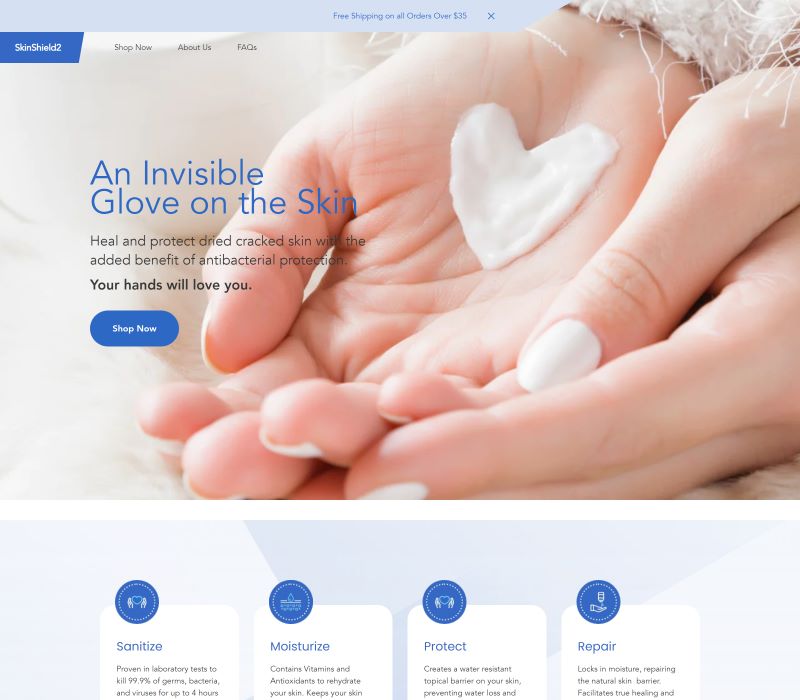 Free Shipping on all Orders Over $35
SkinShield2
Shop Now
About Us
FAQs
An Invisible
Glove on the Skin
Heal and protect dried cracked skin with the
added benefit of antibacterial protection.
Your hands will love you.
Shop Now
Sanitize
Proven in laboratory tests to
kill 99.9% of germs, bacteria,
and viruses for up to 4 hours
Moisturize
Contains Vitamins and
Antioxidants to rehydrate
your skin. Keeps your skin
Protect
Creates a water resistant
topical barrier on your skin,
preventing water loss and
Repair
Locks in moisture, repairing
the natural skin barrier.
Facilitates true healing and